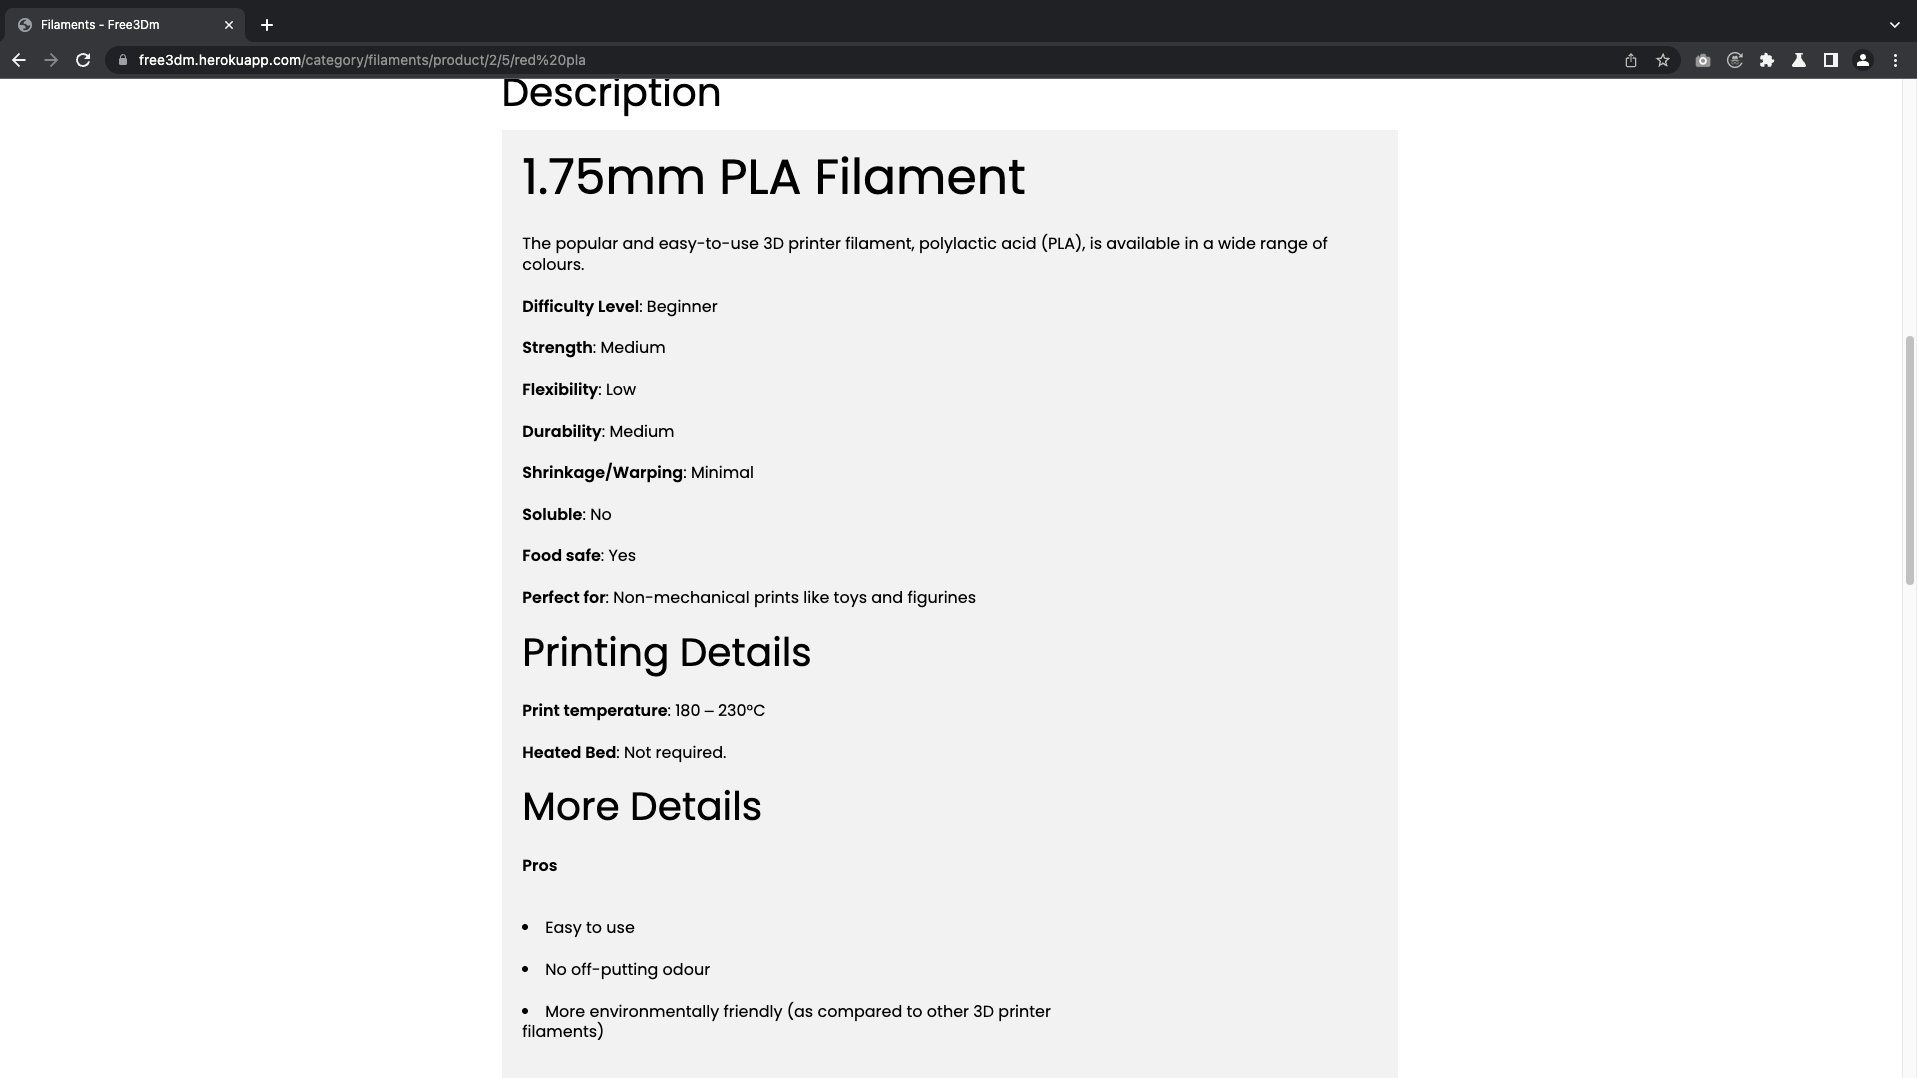 Filaments - Free3Dm
free3dm.herokuapp.com/category/filaments/product/2/5/red%20pla
Description
1.75mm PLA Filament
The popular and easy-to-use 3D printer filament, polylactic acid (PLA), is available in a wide range of
colours.
Difficulty Level: Beginner
Strength: Medium
Flexibility: Low
Durability: Medium
Shrinkage/Warping: Minimal
Soluble: No
Food safe: Yes
Perfect for: Non-mechanical prints like toys and figurines
Printing Details
Print temperature: 180 – 230°C
Heated Bed: Not required.
More Details
Pros
• Easy to use
• No off-putting odour
• More environmentally friendly (as compared to other 3D printer
filaments)